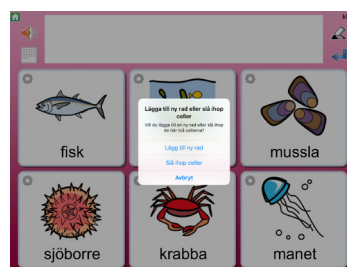 Lägga till ny rad eller slå ihop
celler
Vill du lägga till en ny rad eller slå ihop
de här två cellerna?
Lägg till ny rad
Slå ihop celler
Avbryt
fisk
mussla
sjöborre
krabba
manet